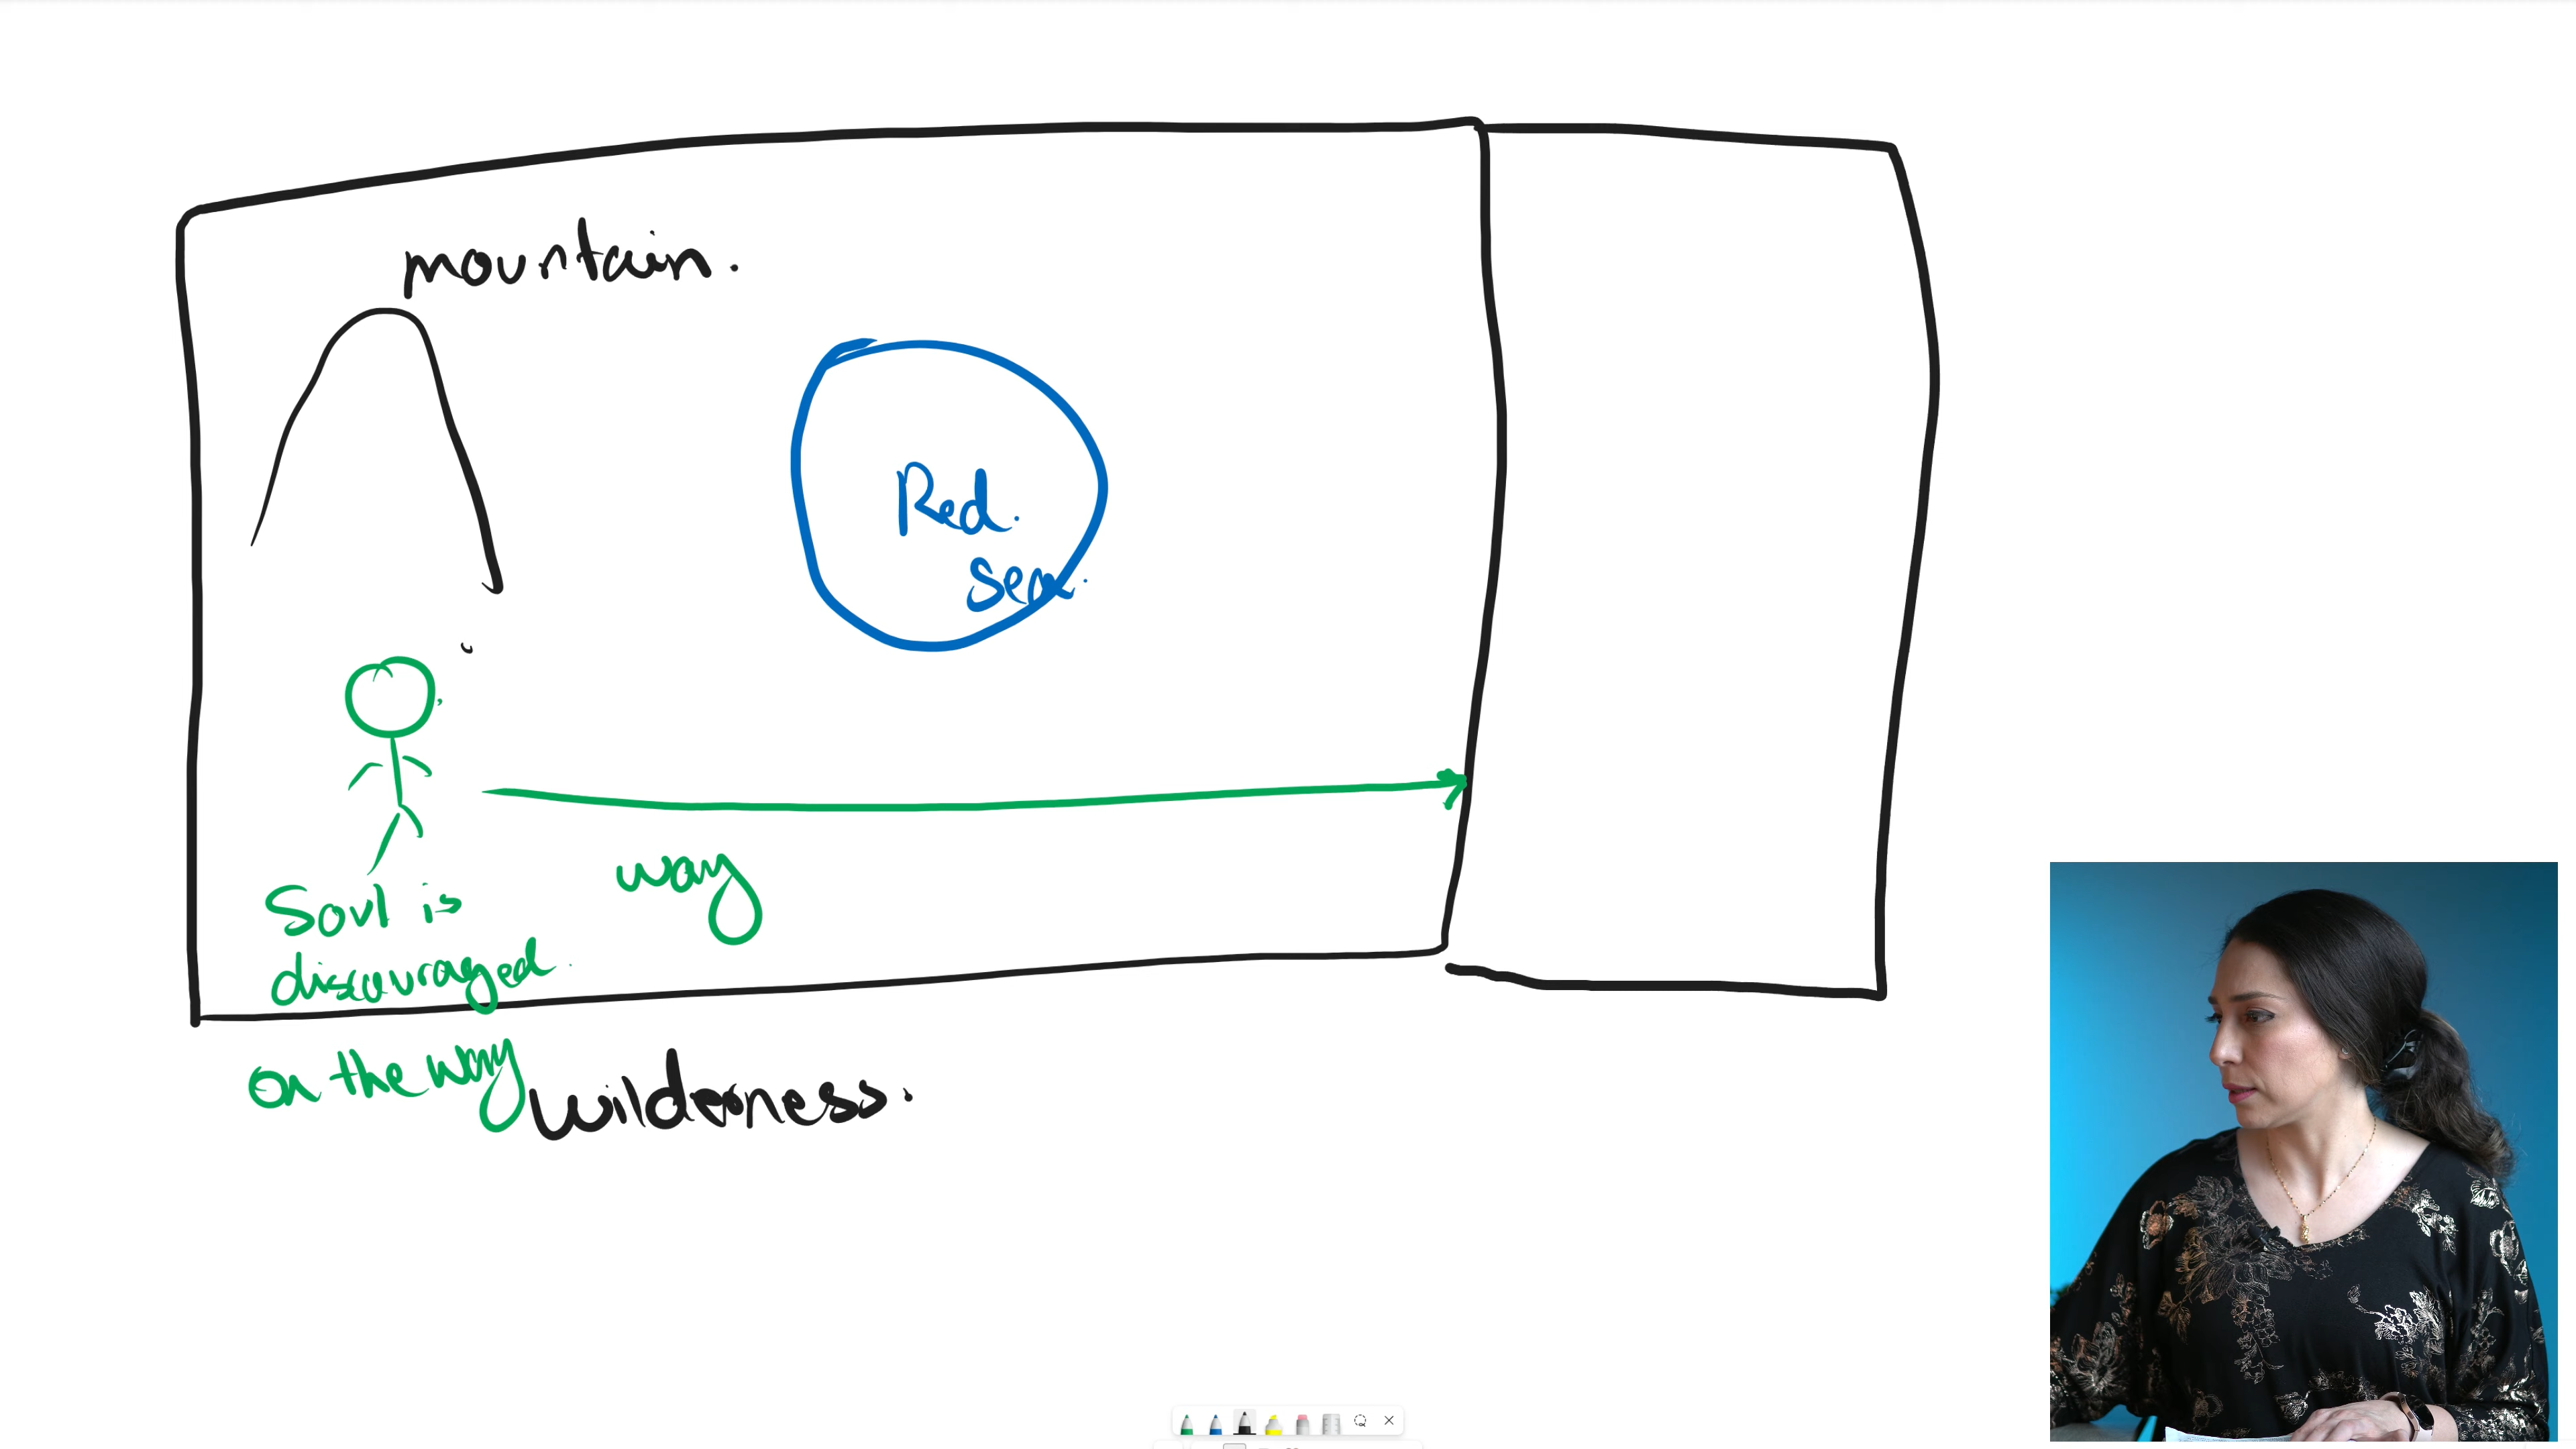 mountain.
Red.
Sea.
way
Soul is
discouraged.
on the way
wilderness.